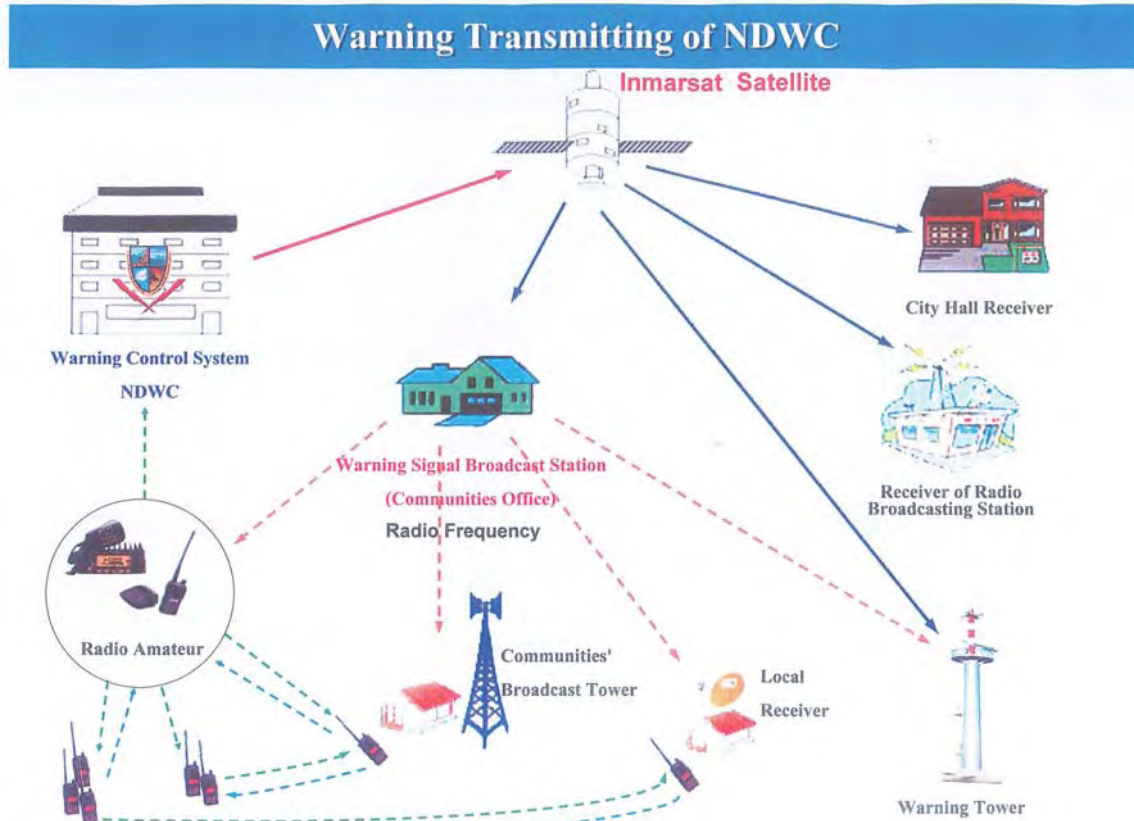 Warning Transmitting of NDWC
Inmarsat Satellite
Warning Control System
NDWC
City Hall Receiver
Receiver of Radio
Broadcasting Station
Warning Signal Broadcast Station
(Communities Office)
Radio Frequency
Radio Amateur
Communities'
Broadcast Tower
Local
Receiver
Warning Tower